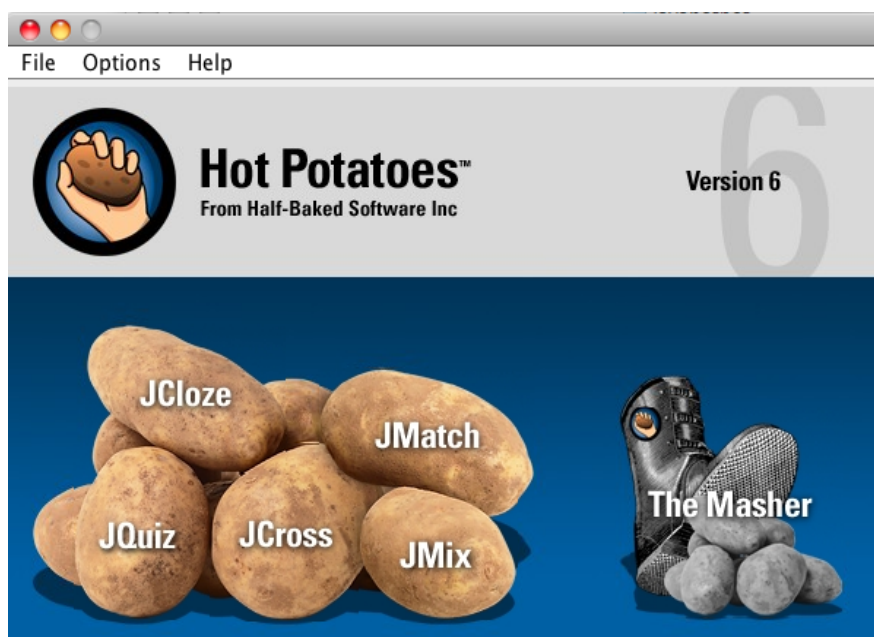 File Options Help
Hot Potatoes™
From Half-Baked Software Inc
6
Version 6
JCloze
JMatch
JQuiz
JCross
JMix
The Masher